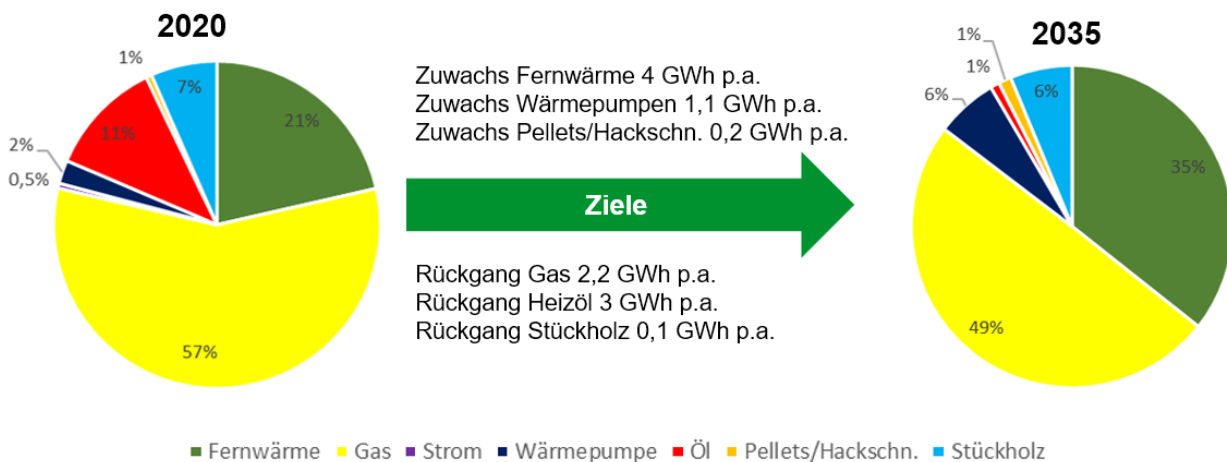 2020
1%
7%
21%
11%
2%
0,5%
57%
Zuwachs Fernwärme 4 GWh p.a.
Zuwachs Wärmepumpen 1,1 GWh p.a.
Zuwachs Pellets/Hackschn. 0,2 GWh p.a.
Ziele
Rückgang Gas 2,2 GWh p.a.
Rückgang Heizöl 3 GWh p.a.
Rückgang Stückholz 0,1 GWh p.a.
2035
1%
1%
6%
6%
35%
49%
Fernwärme Gas Strom Wärmepumpe Öl Pellets/Hackschn. Stückholz